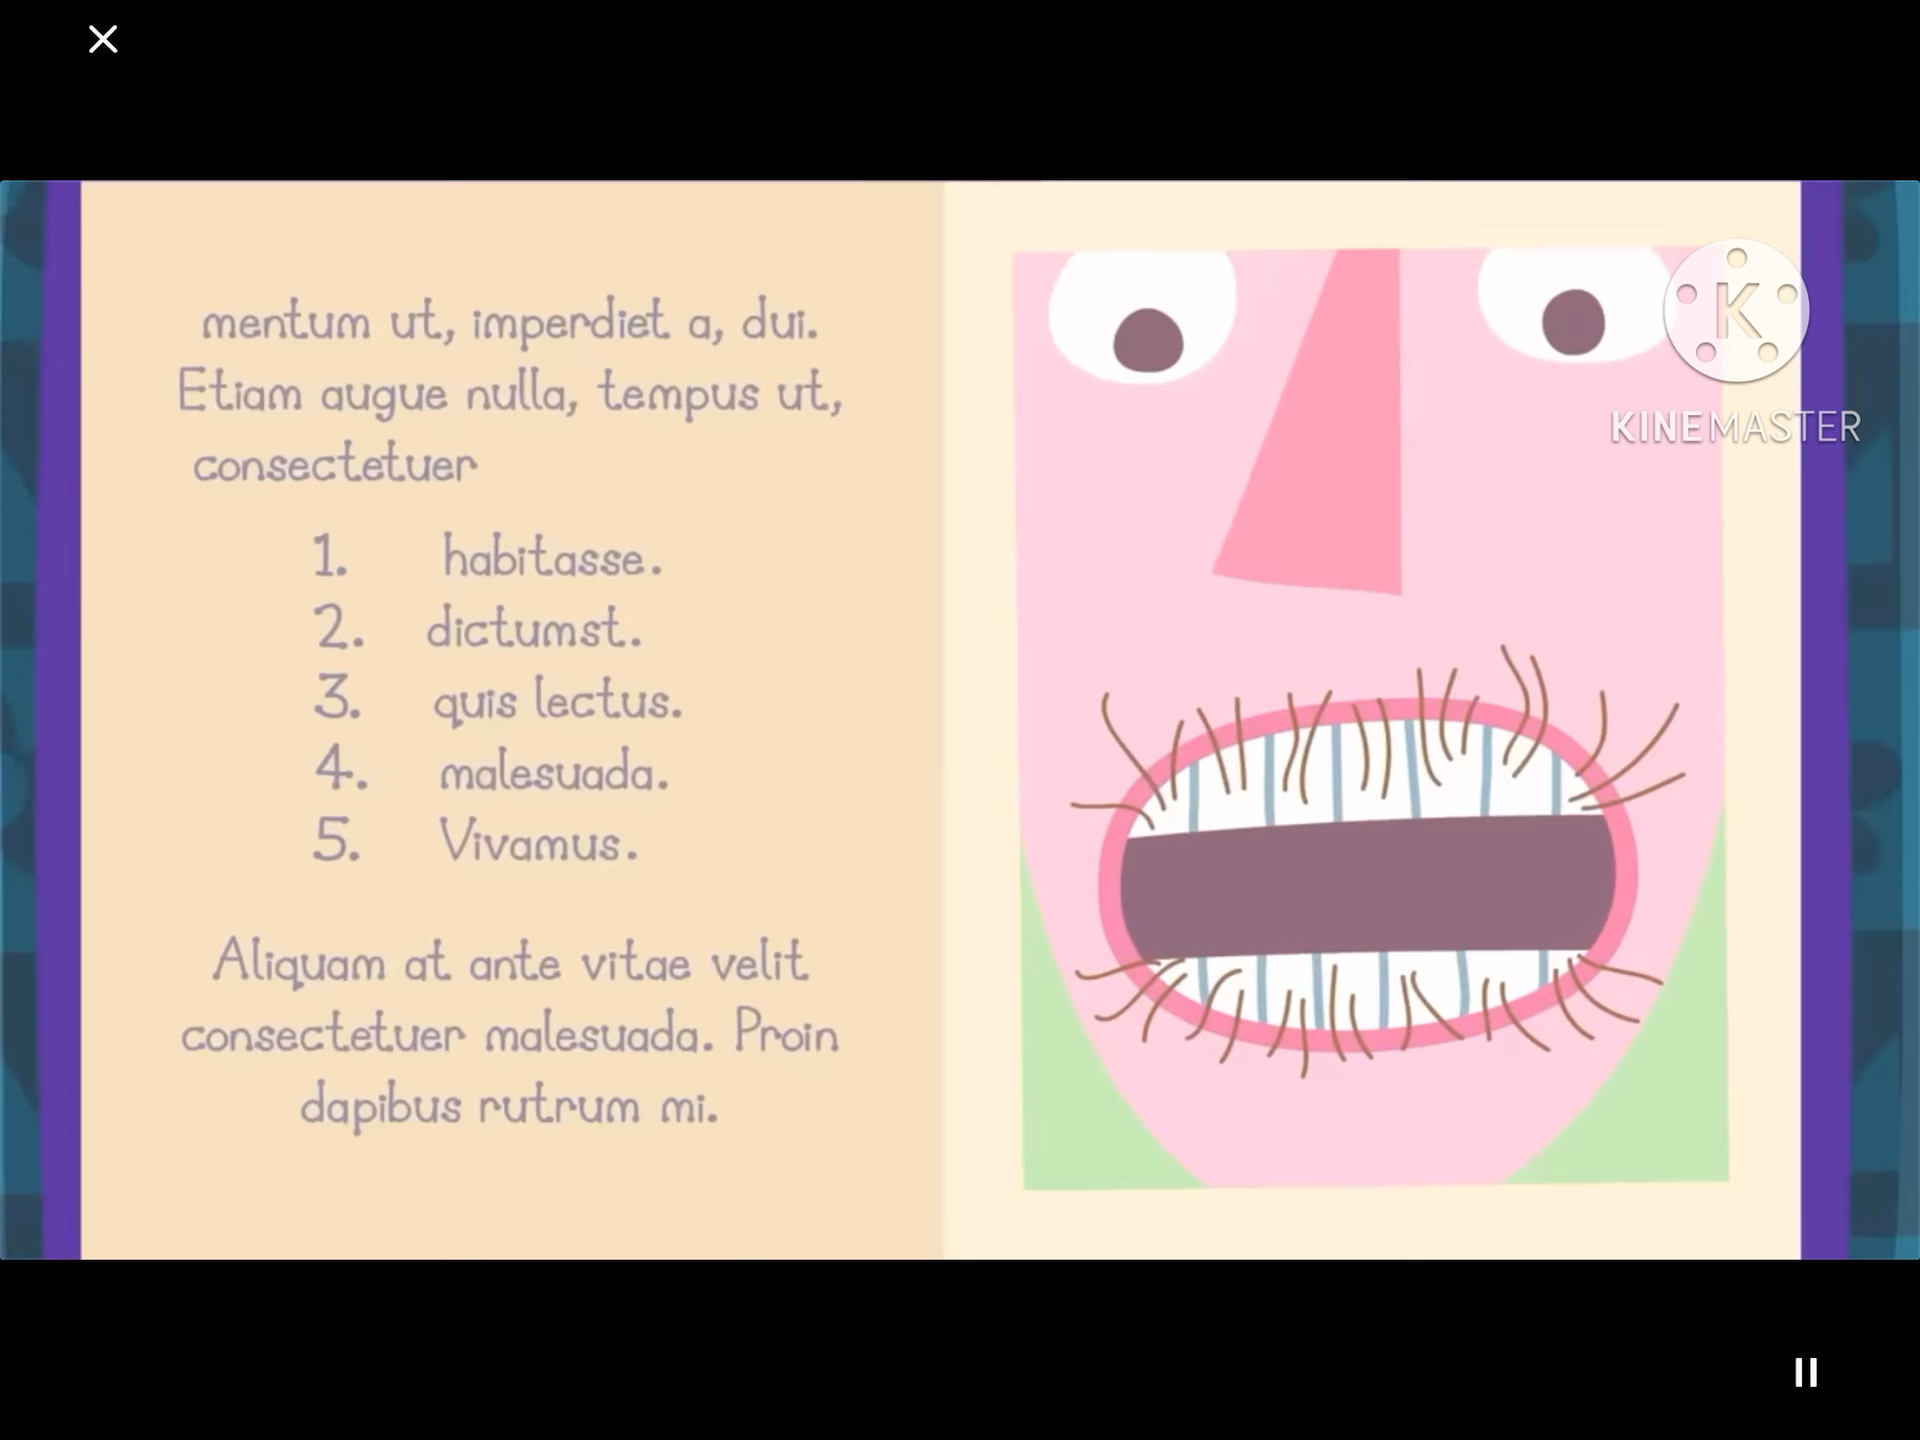 mentum ut, imperdiet a, dui.
Etiam augue nulla, tempus ut,
consectetuer
1. habitasse.
2. dictumst.
3. quis lectus.
4. malesuada.
5. Vivamus.
Aliquam at ante vitae velit
consectetuer malesuada. Proin
dapibus rutrum mi.
K
KINEMASTER